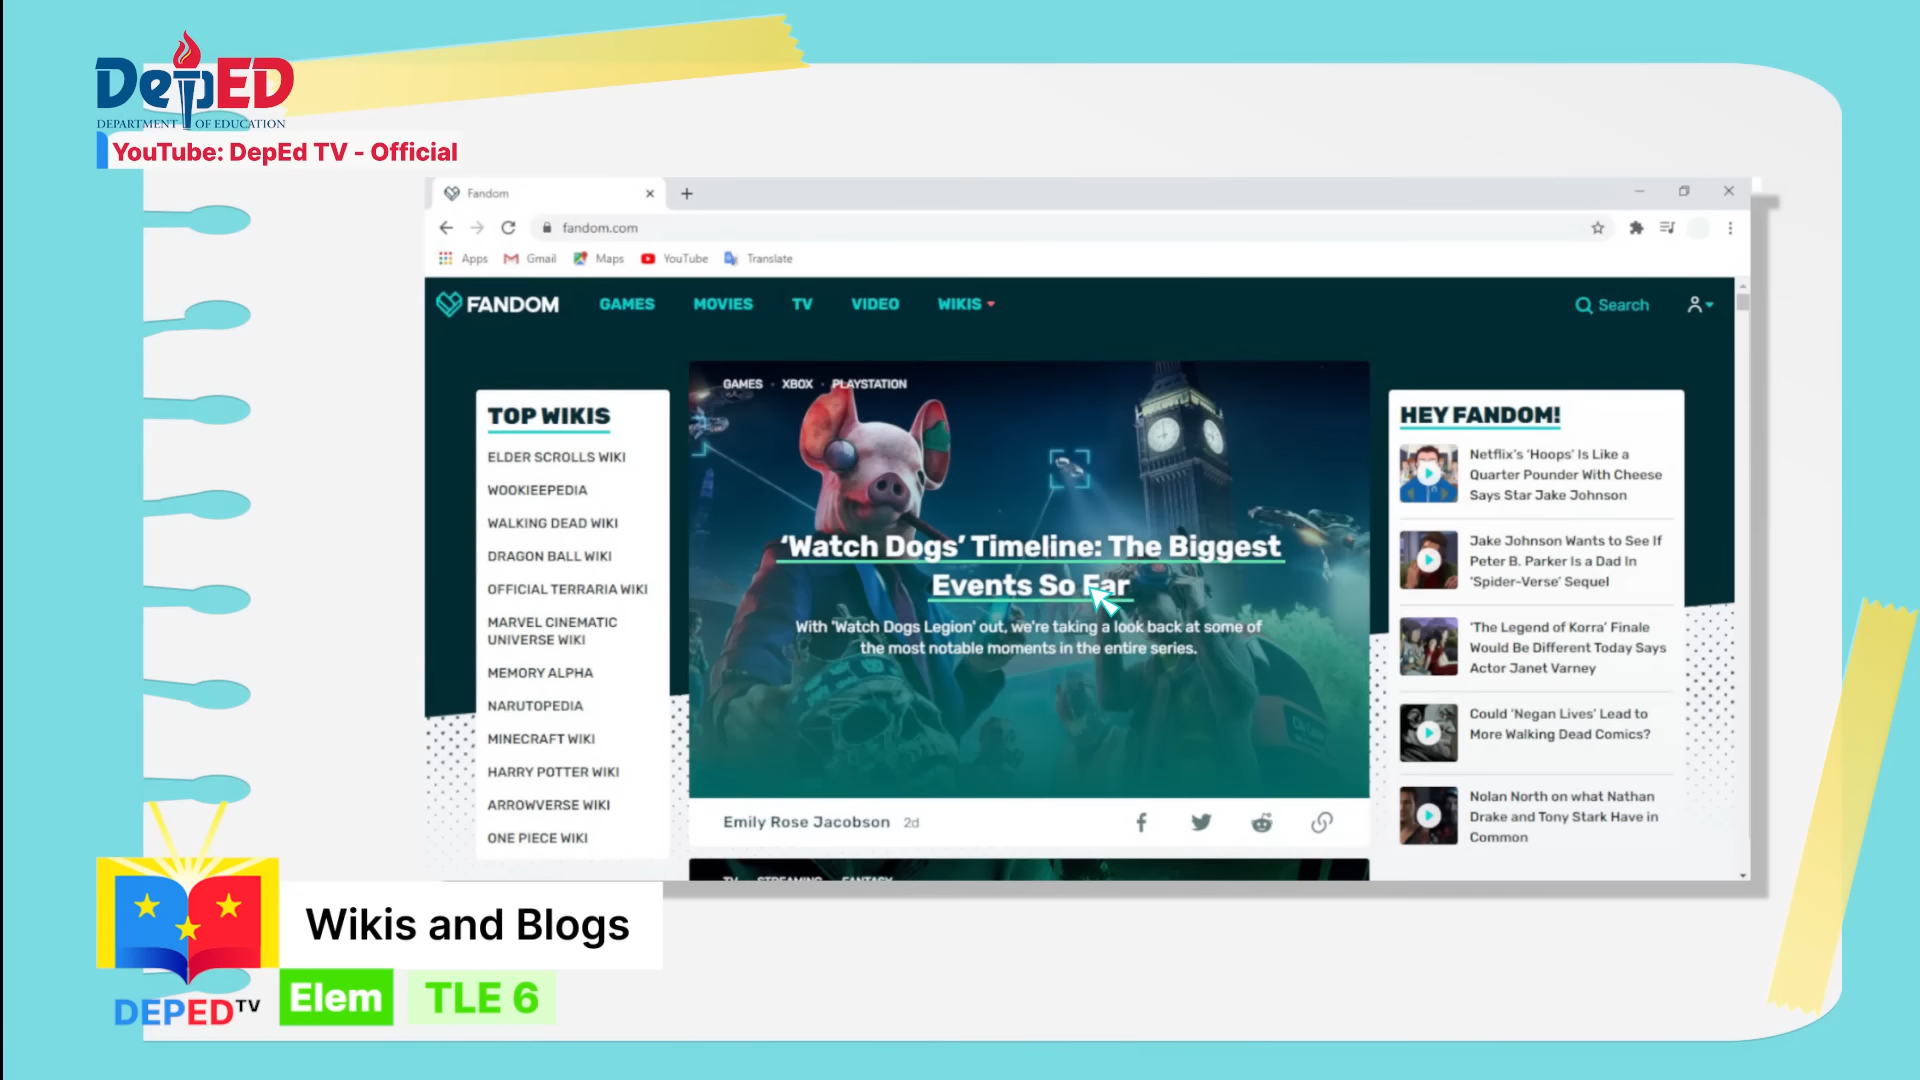 DepED
DEPARTMENT OF EDUCATION
YouTube: DepEd TV - Official
Fandom
fandom.com
Apps Gmail Maps YouTube Translate
FANDOM GAMES MOVIES TV VIDEO WIKIS Search
TOP WIKIS
ELDER SCROLLS WIKI
WOOKIEEPEDIA
WALKING DEAD WIKI
DRAGON BALL WIKI
OFFICIAL TERRARIA WIKI
MARVEL CINEMATIC
UNIVERSE WIKI
MEMORY ALPHA
NARUTOPEDIA
MINECRAFT WIKI
HARRY POTTER WIKI
ARROWVERSE WIKI
ONE PIECE WIKI
GAMES • XBOX • PLAYSTATION
‘Watch Dogs’ Timeline: The Biggest
Events So Far
With 'Watch Dogs Legion' out, we're taking a look back at some of
the most notable moments in the entire series.
Emily Rose Jacobson 2d
TV STREAMING FANTASY
HEY FANDOM!
Netflix's ‘Hoops’ Is Like a
Quarter Pounder With Cheese
Says Star Jake Johnson
Jake Johnson Wants to See If
Peter B. Parker Is a Dad In
‘Spider-Verse’ Sequel
‘The Legend of Korra’ Finale
Would Be Different Today Says
Actor Janet Varney
Could ‘Negan Lives’ Lead to
More Walking Dead Comics?
Nolan North on what Nathan
Drake and Tony Stark Have in
Common
Wikis and Blogs
DEPED TV
Elem TLE 6